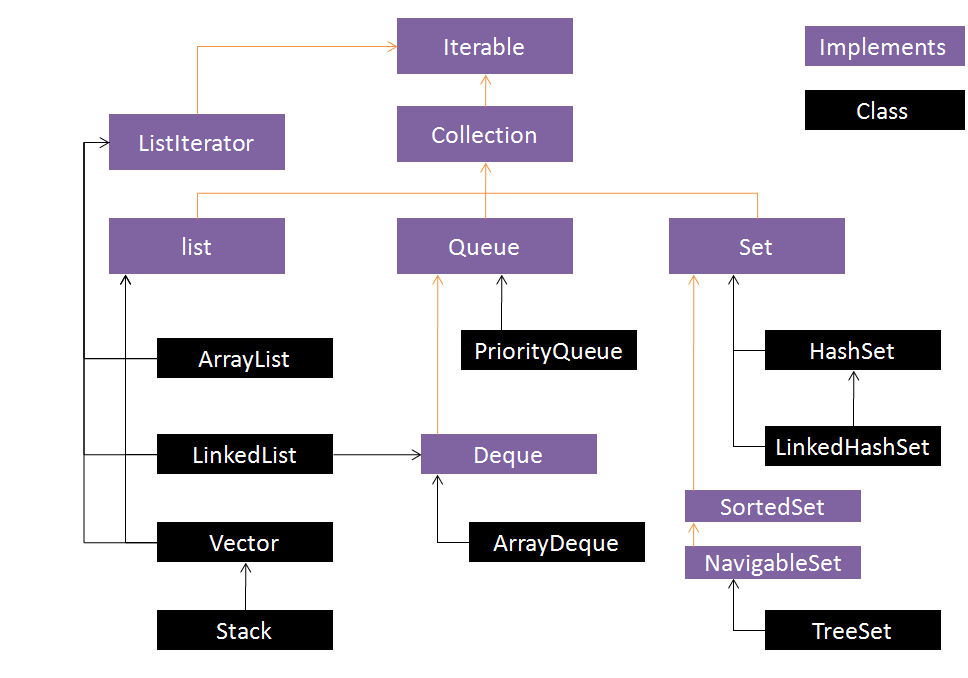 Iterable
Implements
Class
ListIterator
Collection
list
Queue
Set
ArrayList
PriorityQueue
HashSet
LinkedList
Deque
LinkedHashSet
SortedSet
Vector
ArrayDeque
NavigableSet
Stack
TreeSet